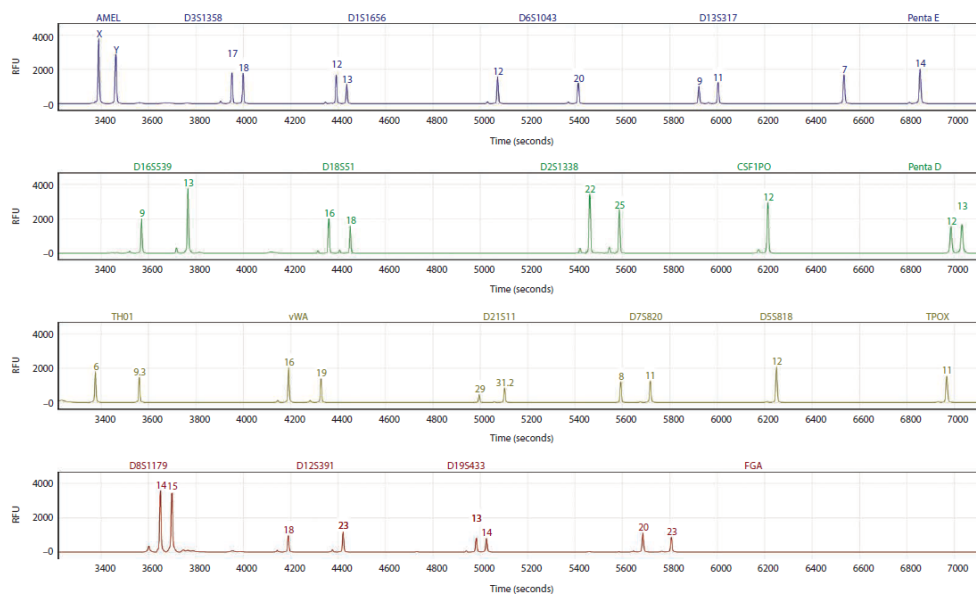 AMEL D3S1358 D1S1656 D6S1043 D13S317 Penta E
RFU
4000
2000
–0
X Y 17 18 12 13 12 20 9 11 7 14
3400 3600 3800 4000 4200 4400 4600 4800 5000 5200 5400 5600 5800 6000 6200 6400 6600 6800 7000
Time (seconds)
D16S539 D18S51 D2S1338 CSF1PO Penta D
RFU
4000
2000
–0
9 13 16 18 22 25 12 12 13
3400 3600 3800 4000 4200 4400 4600 4800 5000 5200 5400 5600 5800 6000 6200 6400 6600 6800 7000
Time (seconds)
TH01 vWA D21S11 D7S820 D5S818 TPOX
RFU
4000
2000
–0
6 9.3 16 19 29 31.2 8 11 12 11
3400 3600 3800 4000 4200 4400 4600 4800 5000 5200 5400 5600 5800 6000 6200 6400 6600 6800 7000
Time (seconds)
D8S1179 D12S391 D19S433 FGA
RFU
4000
2000
–0
14 15 18 23 13 14 20 23
3400 3600 3800 4000 4200 4400 4600 4800 5000 5200 5400 5600 5800 6000 6200 6400 6600 6800 7000
Time (seconds)